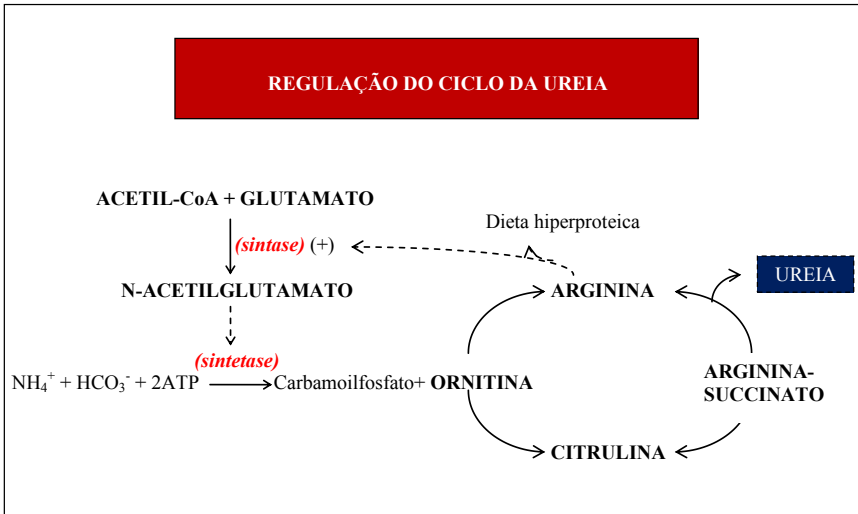 REGULAÇÃO DO CICLO DA UREIA
ACETIL-CoA + GLUTAMATO
Dieta hiperproteica
(sintase) (+)
UREIA
N-ACETILGLUTAMATO
ARGININA
(sintetase)
NH₄⁺ + HCO₃⁻ + 2ATP
Carbamoilfosfato+ ORNITINA
ARGININA-
SUCCINATO
CITRULINA